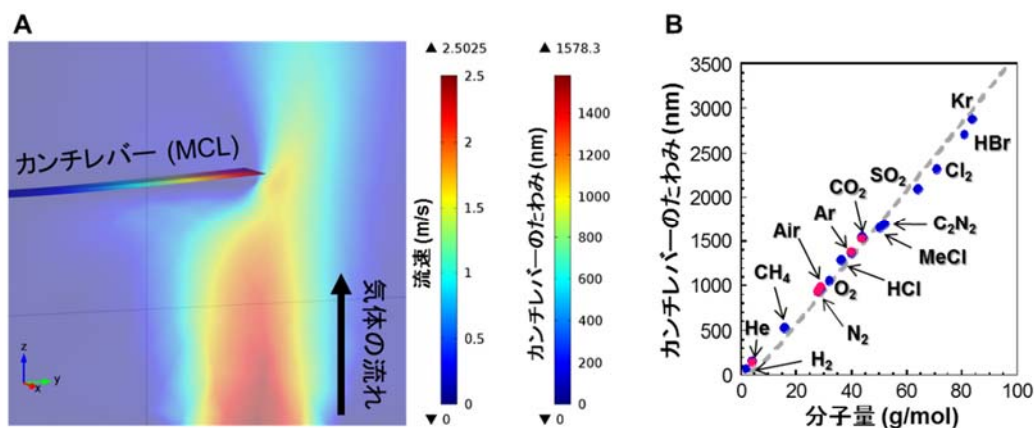 A
カンチレバー (MCL)
気体の流れ
z
y
x
▲ 2.5025
2.5
2
1.5
1
0.5
0
▼ 0
流速 (m/s)
▲ 1578.3
1400
1200
1000
800
600
400
200
0
▼ 0
カンチレバーのたわみ (nm)
B
カンチレバーのたわみ (nm)
3500
3000
2500
2000
1500
1000
500
0
Kr
HBr
Cl₂
SO₂
CO₂
C₂N₂
MeCl
Ar
HCl
Air
O₂
N₂
CH₄
He
H₂
0 20 40 60 80 100
分子量 (g/mol)